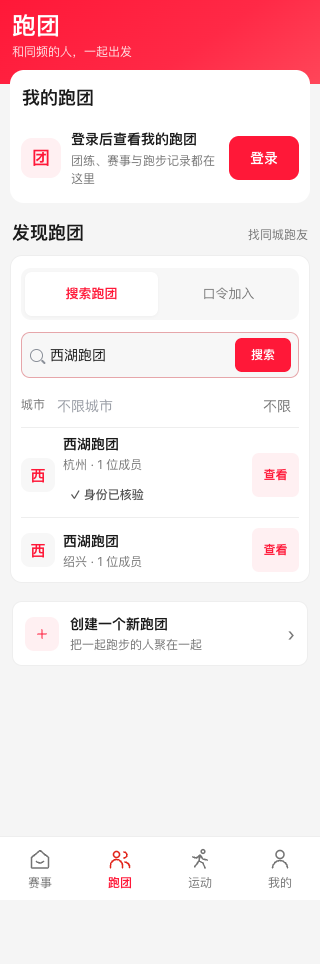 跑团
和同频的人，一起出发
我的跑团
团
登录后查看我的跑团
团练、赛事与跑步记录都在
这里
登录
发现跑团
找同城跑友
搜索跑团
口令加入
西湖跑团
搜索
城市
不限城市
不限
西
西湖跑团
杭州 · 1 位成员
✓ 身份已核验
查看
西
西湖跑团
绍兴 · 1 位成员
查看
+
创建一个新跑团
把一起跑步的人聚在一起
›
赛事
跑团
运动
我的